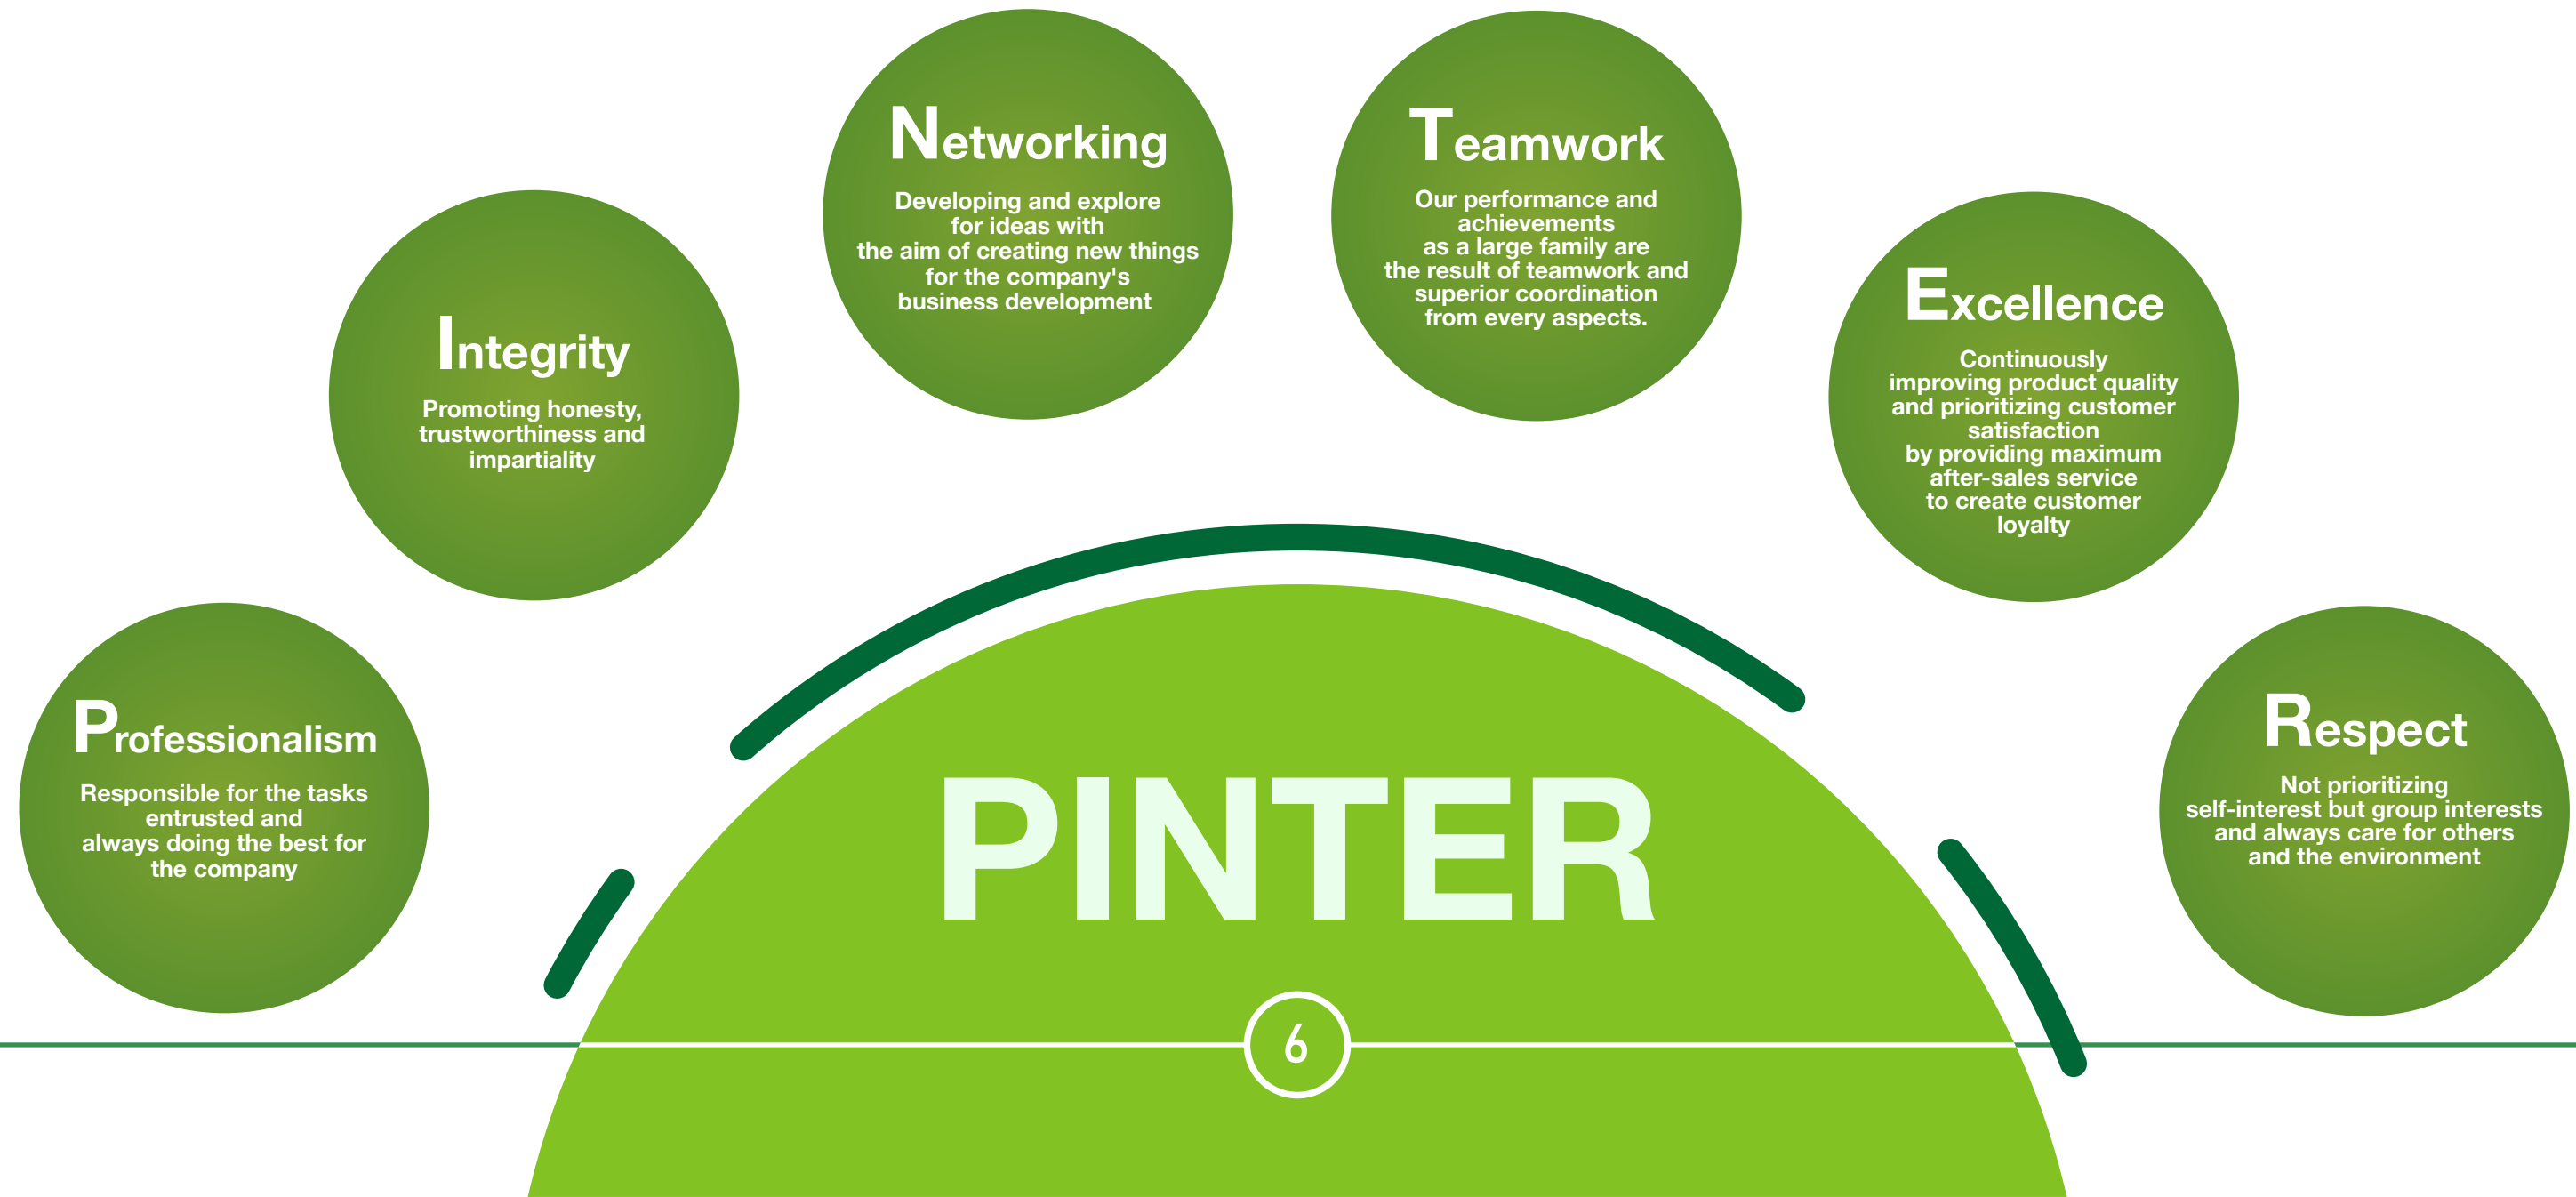 Professionalism
Responsible for the tasks
entrusted and
always doing the best for
the company
Integrity
Promoting honesty,
trustworthiness and
impartiality
Networking
Developing and explore
for ideas with
the aim of creating new things
for the company's
business development
Teamwork
Our performance and
achievements
as a large family are
the result of teamwork and
superior coordination
from every aspects.
Excellence
Continuously
improving product quality
and prioritizing customer
satisfaction
by providing maximum
after-sales service
to create customer
loyalty
Respect
Not prioritizing
self-interest but group interests
and always care for others
and the environment
PINTER
6